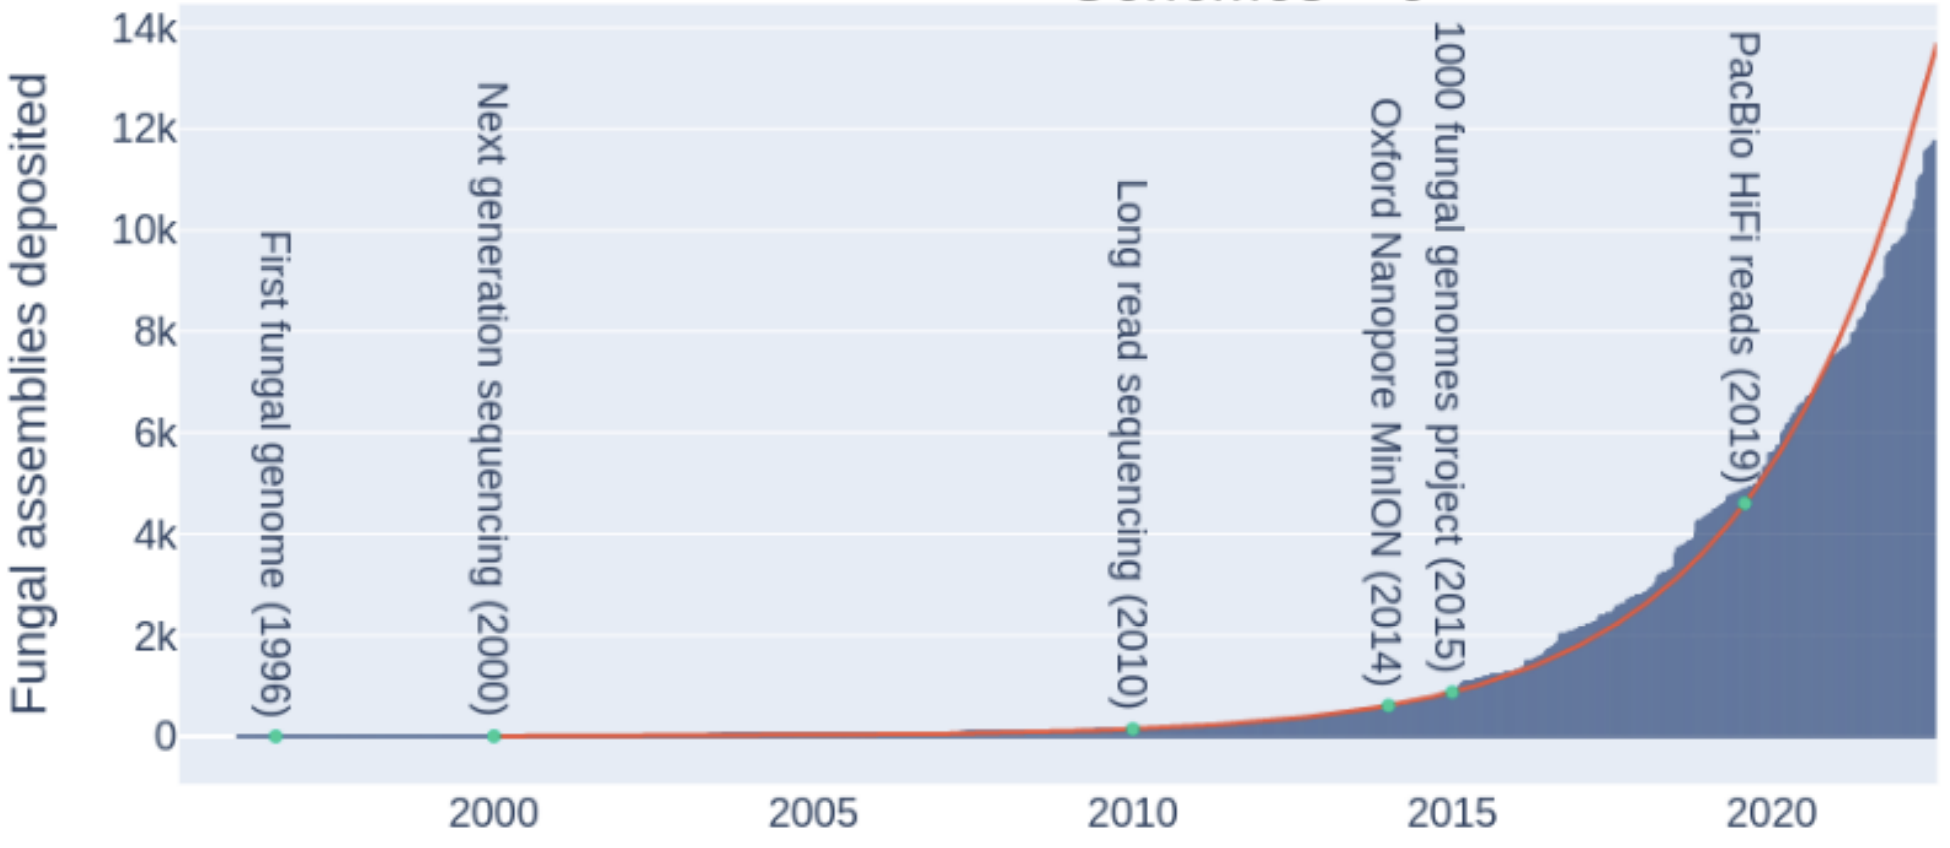 Fungal assemblies deposited
14k
12k
10k
8k
6k
4k
2k
0
First fungal genome (1996)
Next generation sequencing (2000)
Long read sequencing (2010)
Oxford Nanopore MinION (2014)
1000 fungal genomes project (2015)
PacBio HiFi reads (2019)
2000
2005
2010
2015
2020